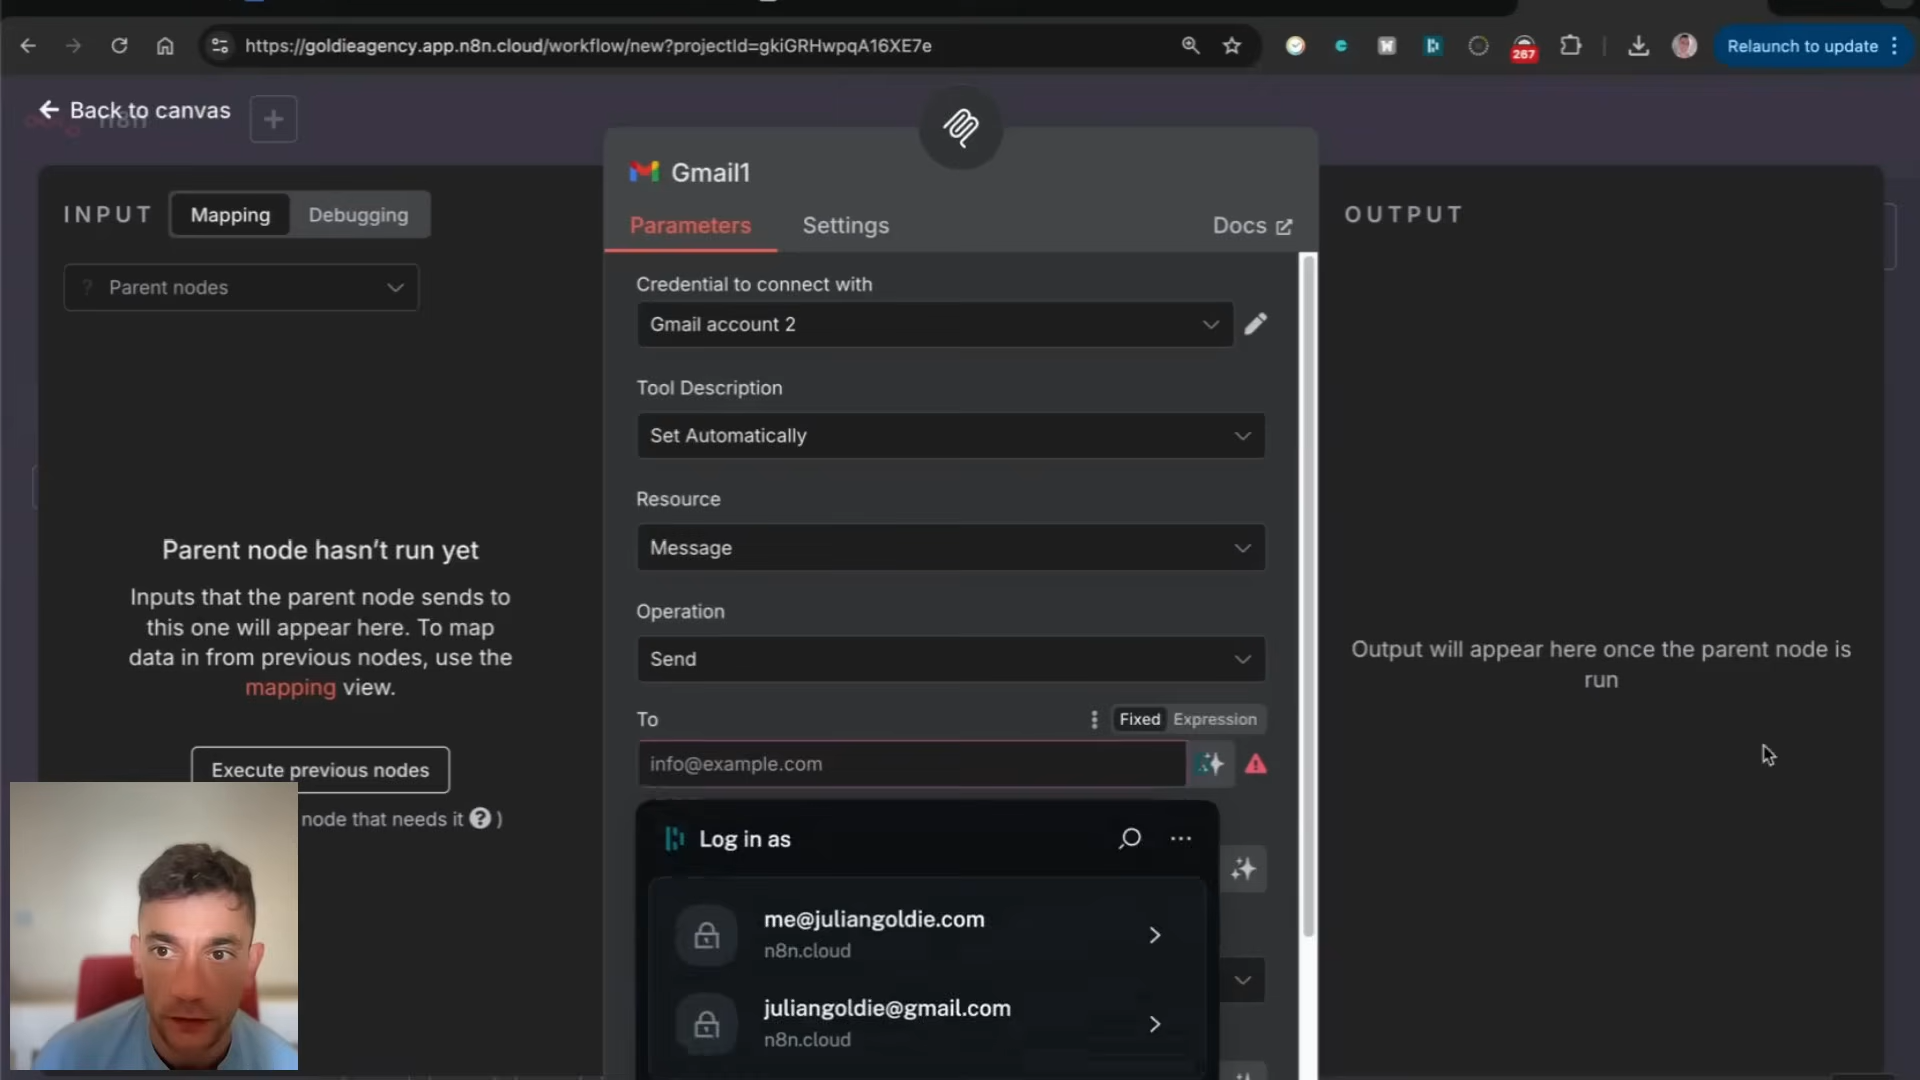 https://goldieagency.app.n8n.cloud/workflow/new?projectId=gkiGRHwpqA16XE7e
267
Relaunch to update
Back to canvas
n8n
Gmail1
INPUT
Mapping
Debugging
Parameters
Settings
Docs
OUTPUT
Parent nodes
Credential to connect with
Gmail account 2
Tool Description
Set Automatically
Resource
Message
Parent node hasn't run yet
Inputs that the parent node sends to
this one will appear here. To map
data in from previous nodes, use the
mapping view.
Operation
Send
Output will appear here once the parent node is
run
To
Fixed
Expression
info@example.com
Execute previous nodes
node that needs it ? )
Log in as
me@juliangoldie.com
n8n.cloud
juliangoldie@gmail.com
n8n.cloud